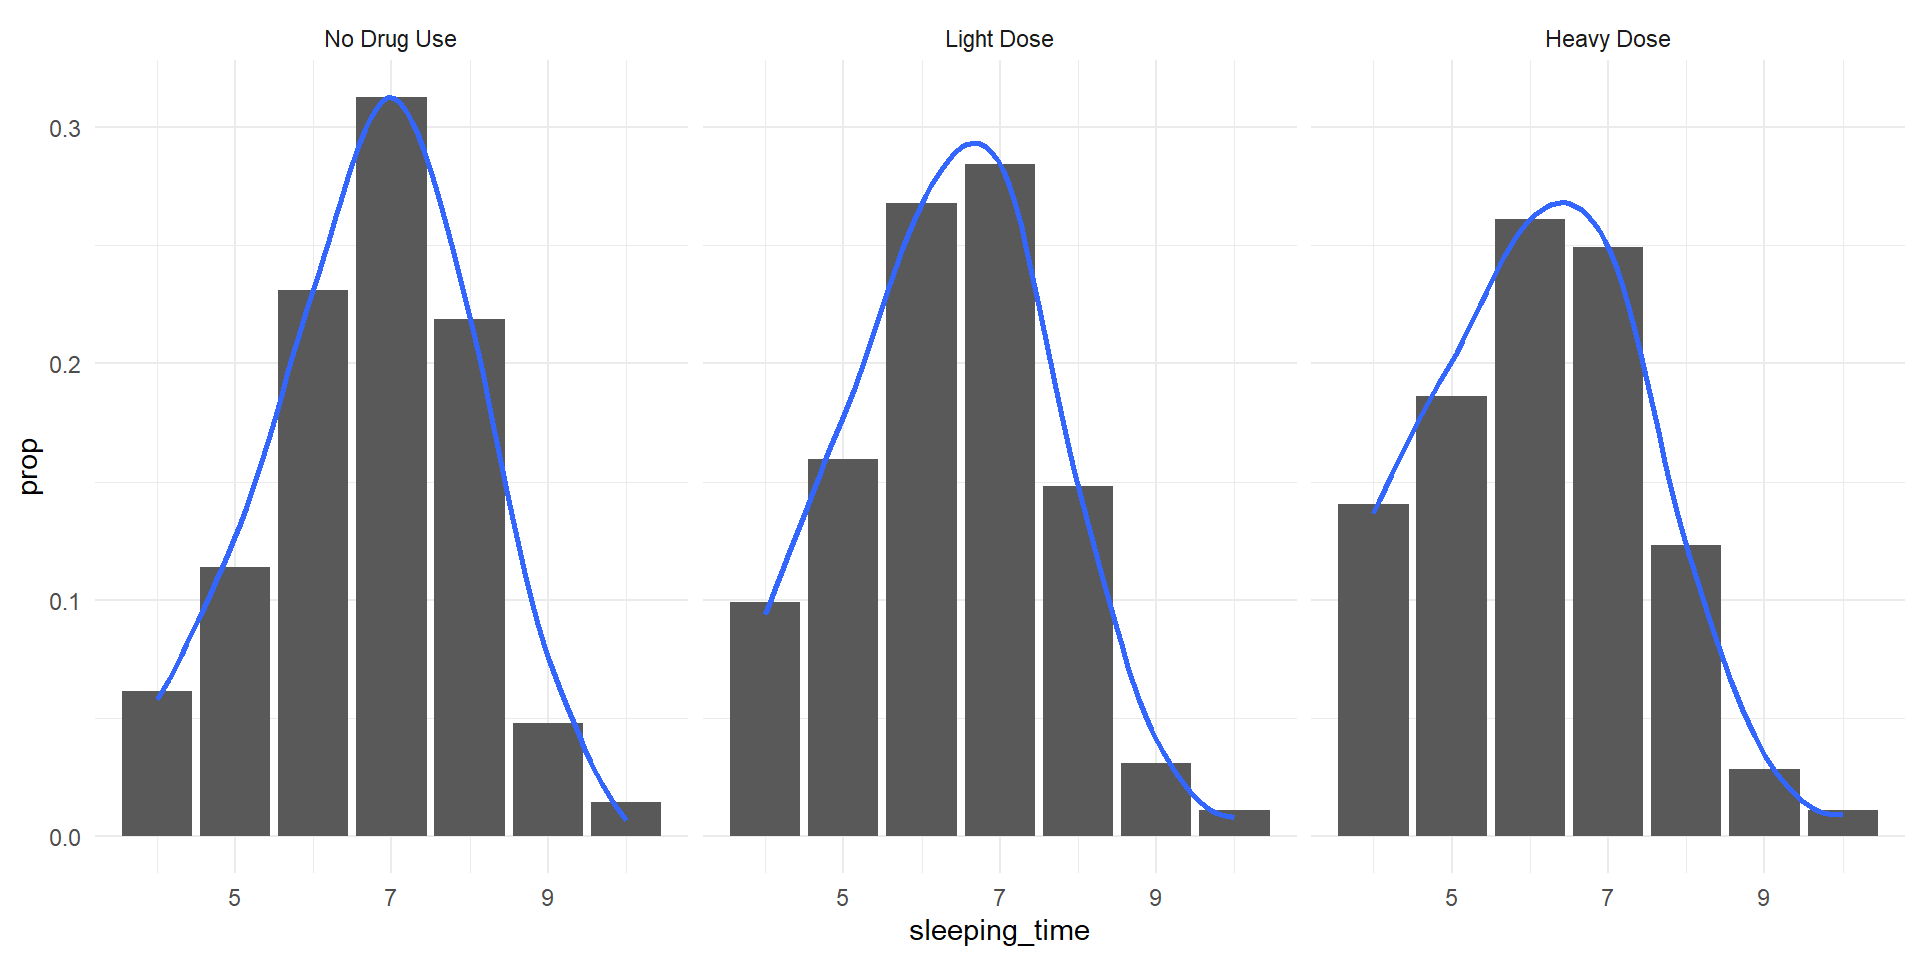 No Drug Use
Light Dose
Heavy Dose
0.3
0.2
0.1
0.0
prop
5 7 9
5 7 9
5 7 9
sleeping_time